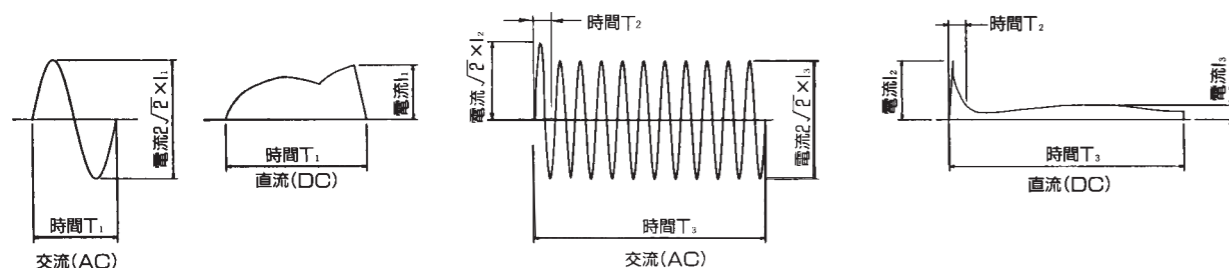 電流2√2×I₁
時間T₁
交流(AC)
電流I₁
時間T₁
直流(DC)
時間T₂
電流√2×I₂
電流2√2×I₃
時間T₃
交流(AC)
時間T₂
電流I₂
電流I₃
時間T₃
直流(DC)